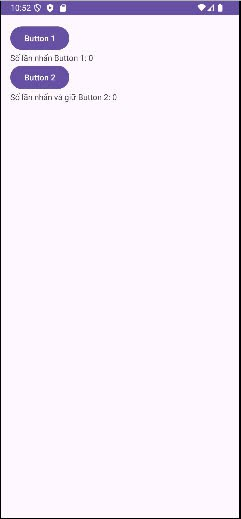 10:52
Button 1
Số lần nhấn Button 1: 0
Button 2
Số lần nhấn và giữ Button 2: 0